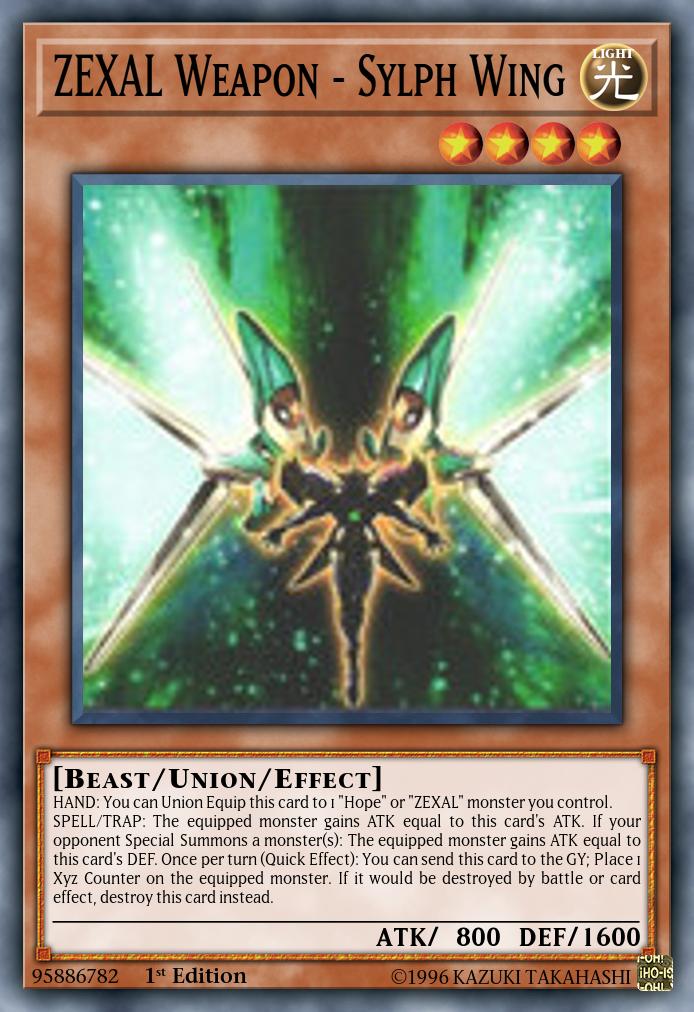 ZEXAL Weapon - Sylph Wing
LIGHT
光
[Beast/Union/Effect]
HAND: You can Union Equip this card to 1 "Hope" or "ZEXAL" monster you control.
SPELL/TRAP: The equipped monster gains ATK equal to this card's ATK. If your
opponent Special Summons a monster(s): The equipped monster gains ATK equal to
this card's DEF. Once per turn (Quick Effect): You can send this card to the GY; Place 1
Xyz Counter on the equipped monster. If it would be destroyed by battle or card
effect, destroy this card instead.
ATK/ 800 DEF/1600
95886782 1st Edition ©1996 KAZUKI TAKAHASHI